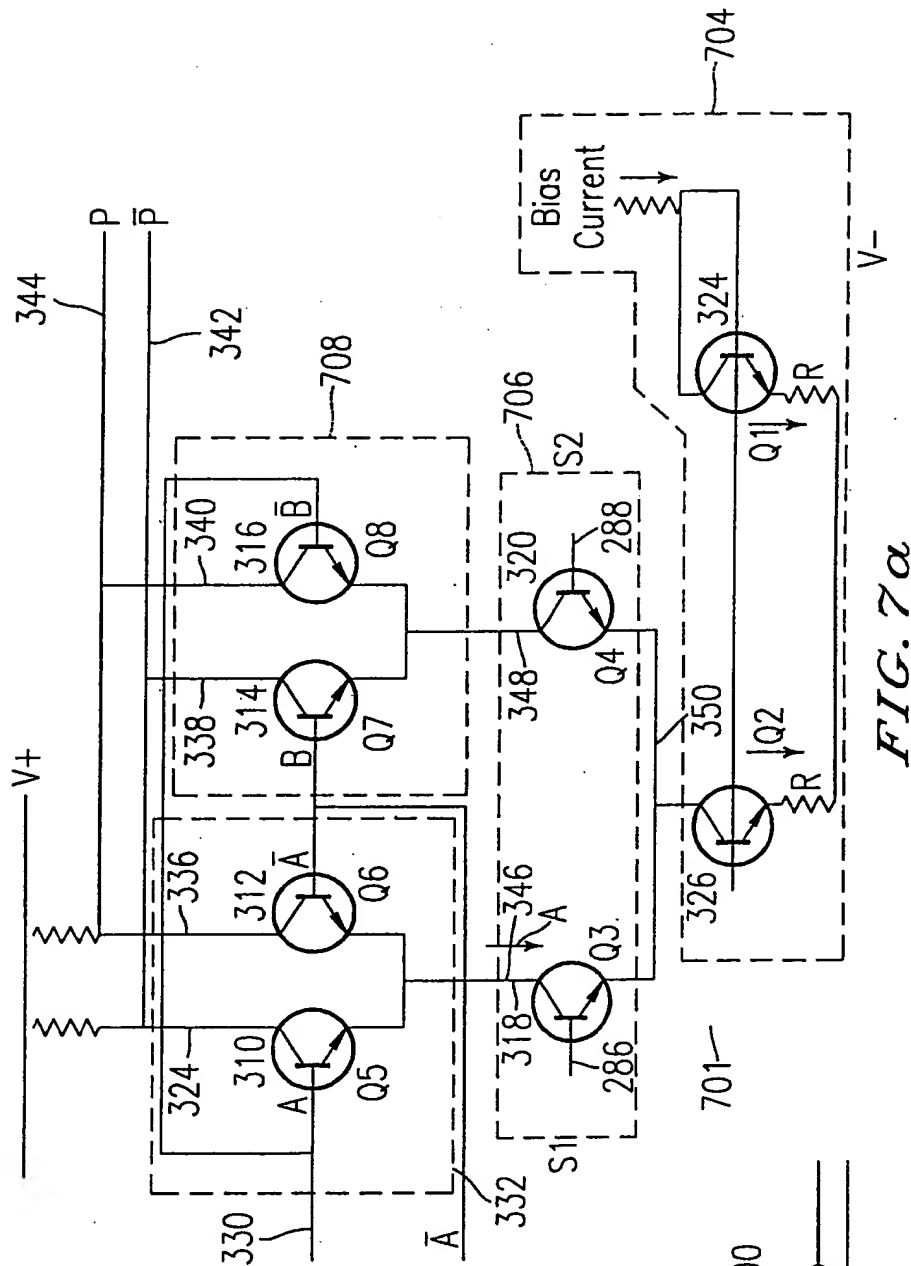 V+
344
P
P̅
342
324
310
A
Q5
336
312
A̅
Q6
338
314
B
Q7
340
316
B̅
Q8
708
330
332
A̅
S1
318
346
A
Q3
286
706
S2
320
348
Q4
288
350
701
326
Q2
R
324
Q1
R
Bias
Current
704
V-
00
FIG. 7a